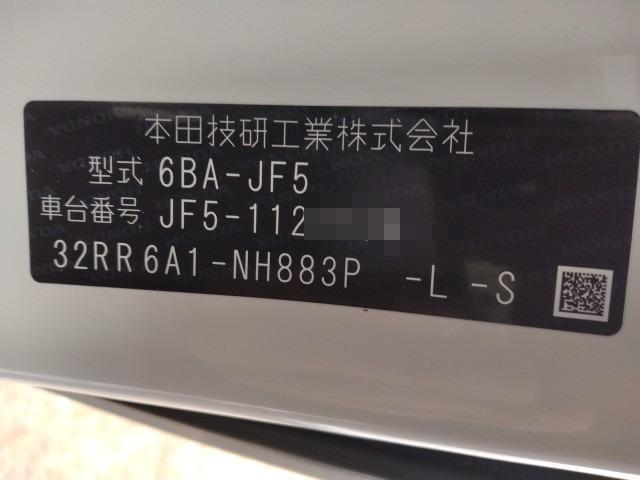 本田技研工業株式会社
型式 6BA-JF5
車台番号 JF5-112
32RR6A1-NH883P -L -S